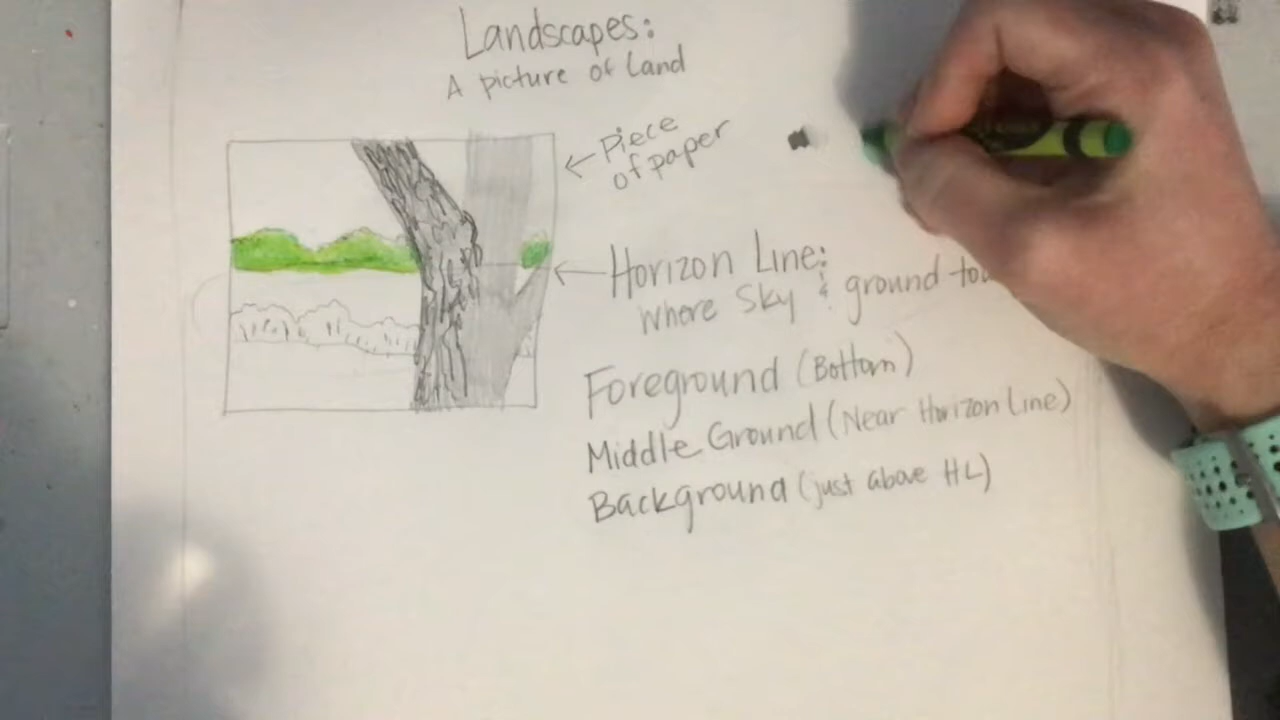 Landscapes:
A picture of Land
← Piece
of paper
← Horizon Line:
where Sky & ground
Foreground (Bottom)
Middle Ground (Near Horizon Line)
Background (just above HL)